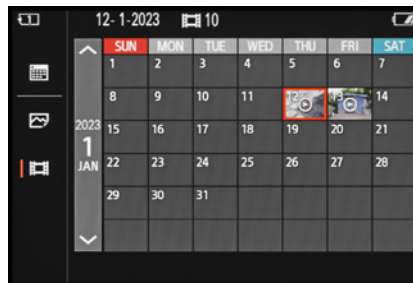 12- 1-2023 10
SUN MON TUE WED THU FRI SAT
1 2 3 4 5 6 7
8 9 10 11 12 13 14
2023 15 16 17 18 19 20 21
1
JAN 22 23 24 25 26 27 28
29 30 31